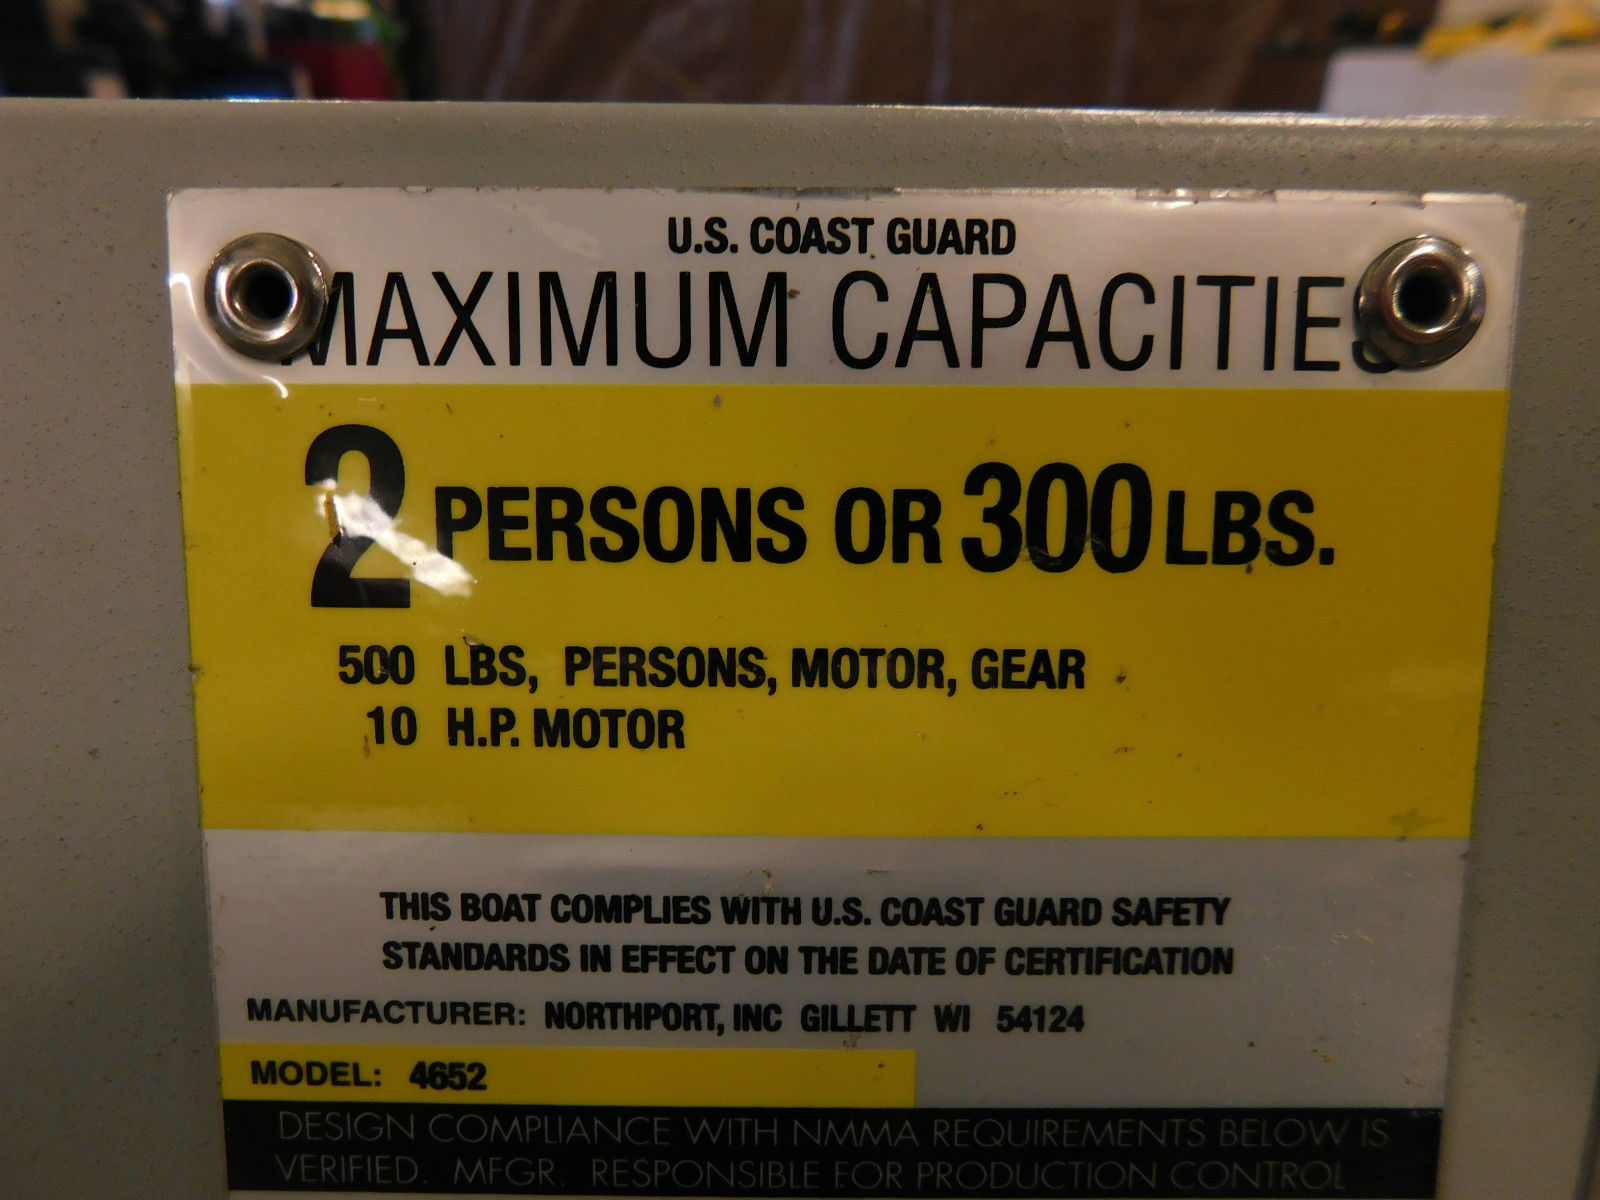 U.S. COAST GUARD
MAXIMUM CAPACITIES
2 PERSONS OR 300 LBS.
500 LBS, PERSONS, MOTOR, GEAR
10 H.P. MOTOR
THIS BOAT COMPLIES WITH U.S. COAST GUARD SAFETY
STANDARDS IN EFFECT ON THE DATE OF CERTIFICATION
MANUFACTURER: NORTHPORT, INC GILLETT WI 54124
MODEL: 4652
DESIGN COMPLIANCE WITH NMMA REQUIREMENTS BELOW IS
VERIFIED. MFGR. RESPONSIBLE FOR PRODUCTION CONTROL